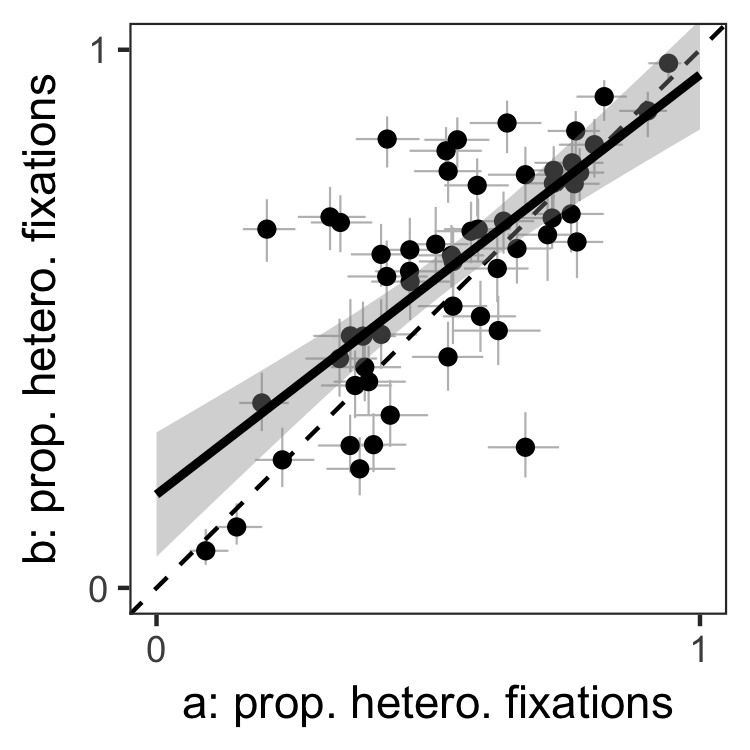 b: prop. hetero. fixations
1
0
0
1
a: prop. hetero. fixations